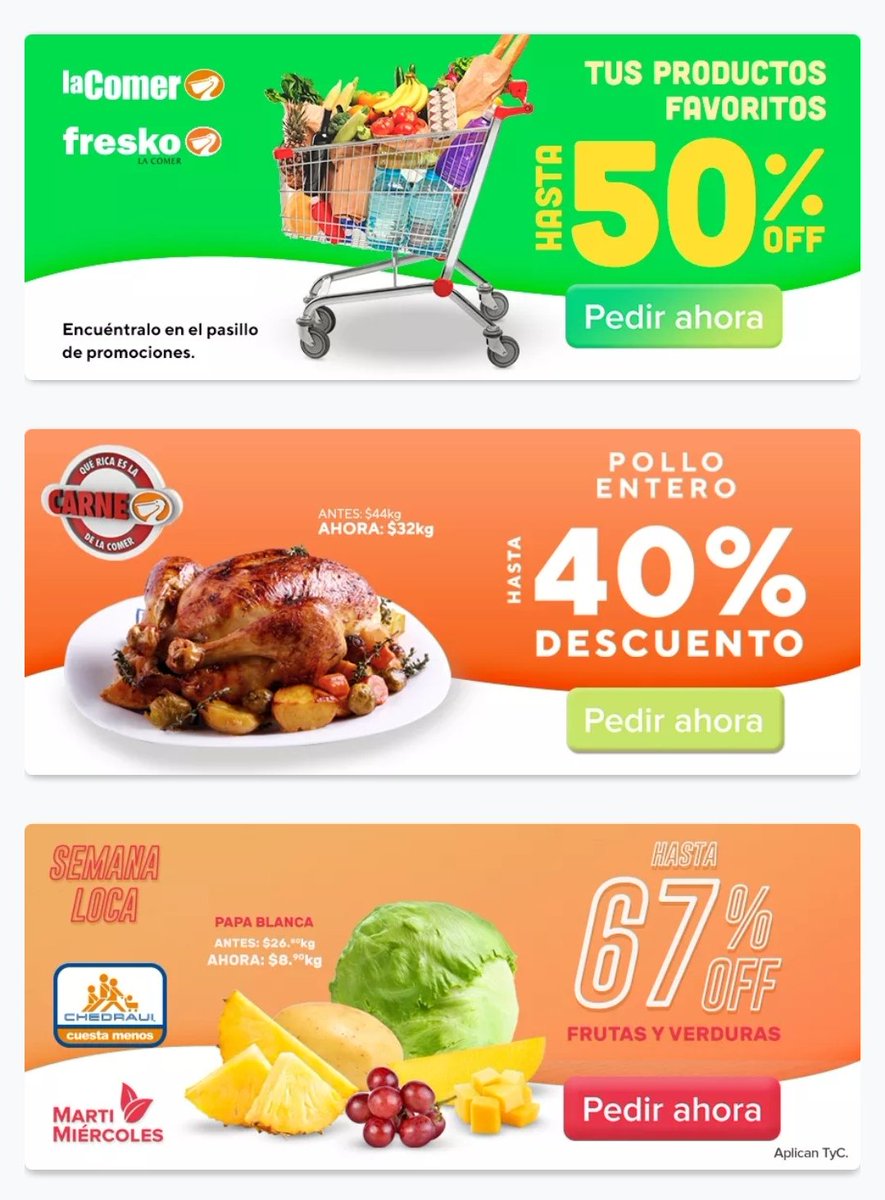 laComer
fresko
LA COMER
TUS PRODUCTOS
FAVORITOS
HASTA
50%
OFF
Pedir ahora
Encuéntralo en el pasillo
de promociones.
QUÉ RICA ES LA
CARNE
DE LA COMER
ANTES: $44kg
AHORA: $32kg
POLLO
ENTERO
HASTA
40%
DESCUENTO
Pedir ahora
SEMANA
LOCA
PAPA BLANCA
ANTES: $26.80kg
AHORA: $8.90kg
CHEDRAUI
cuesta menos
MARTI
MIÉRCOLES
HASTA
67%
OFF
FRUTAS Y VERDURAS
Pedir ahora
Aplican TyC.